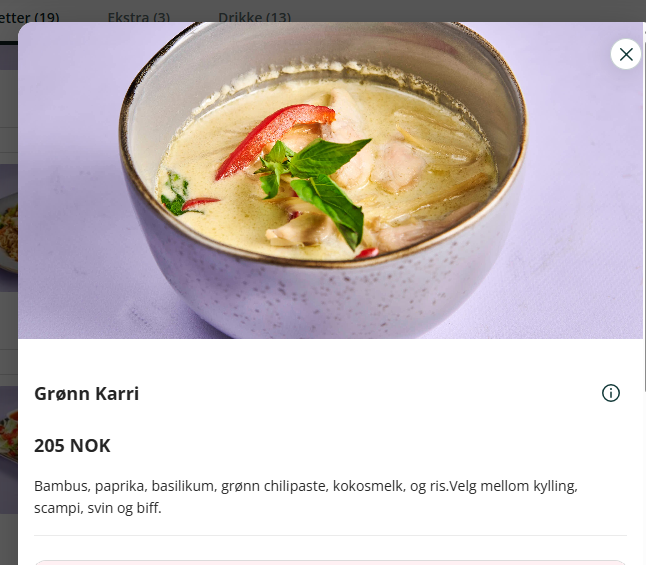 etter (19) Ekstra (3) Drikke (13)
Grønn Karri
205 NOK
Bambus, paprika, basilikum, grønn chilipaste, kokosmelk, og ris.Velg mellom kylling,
scampi, svin og biff.